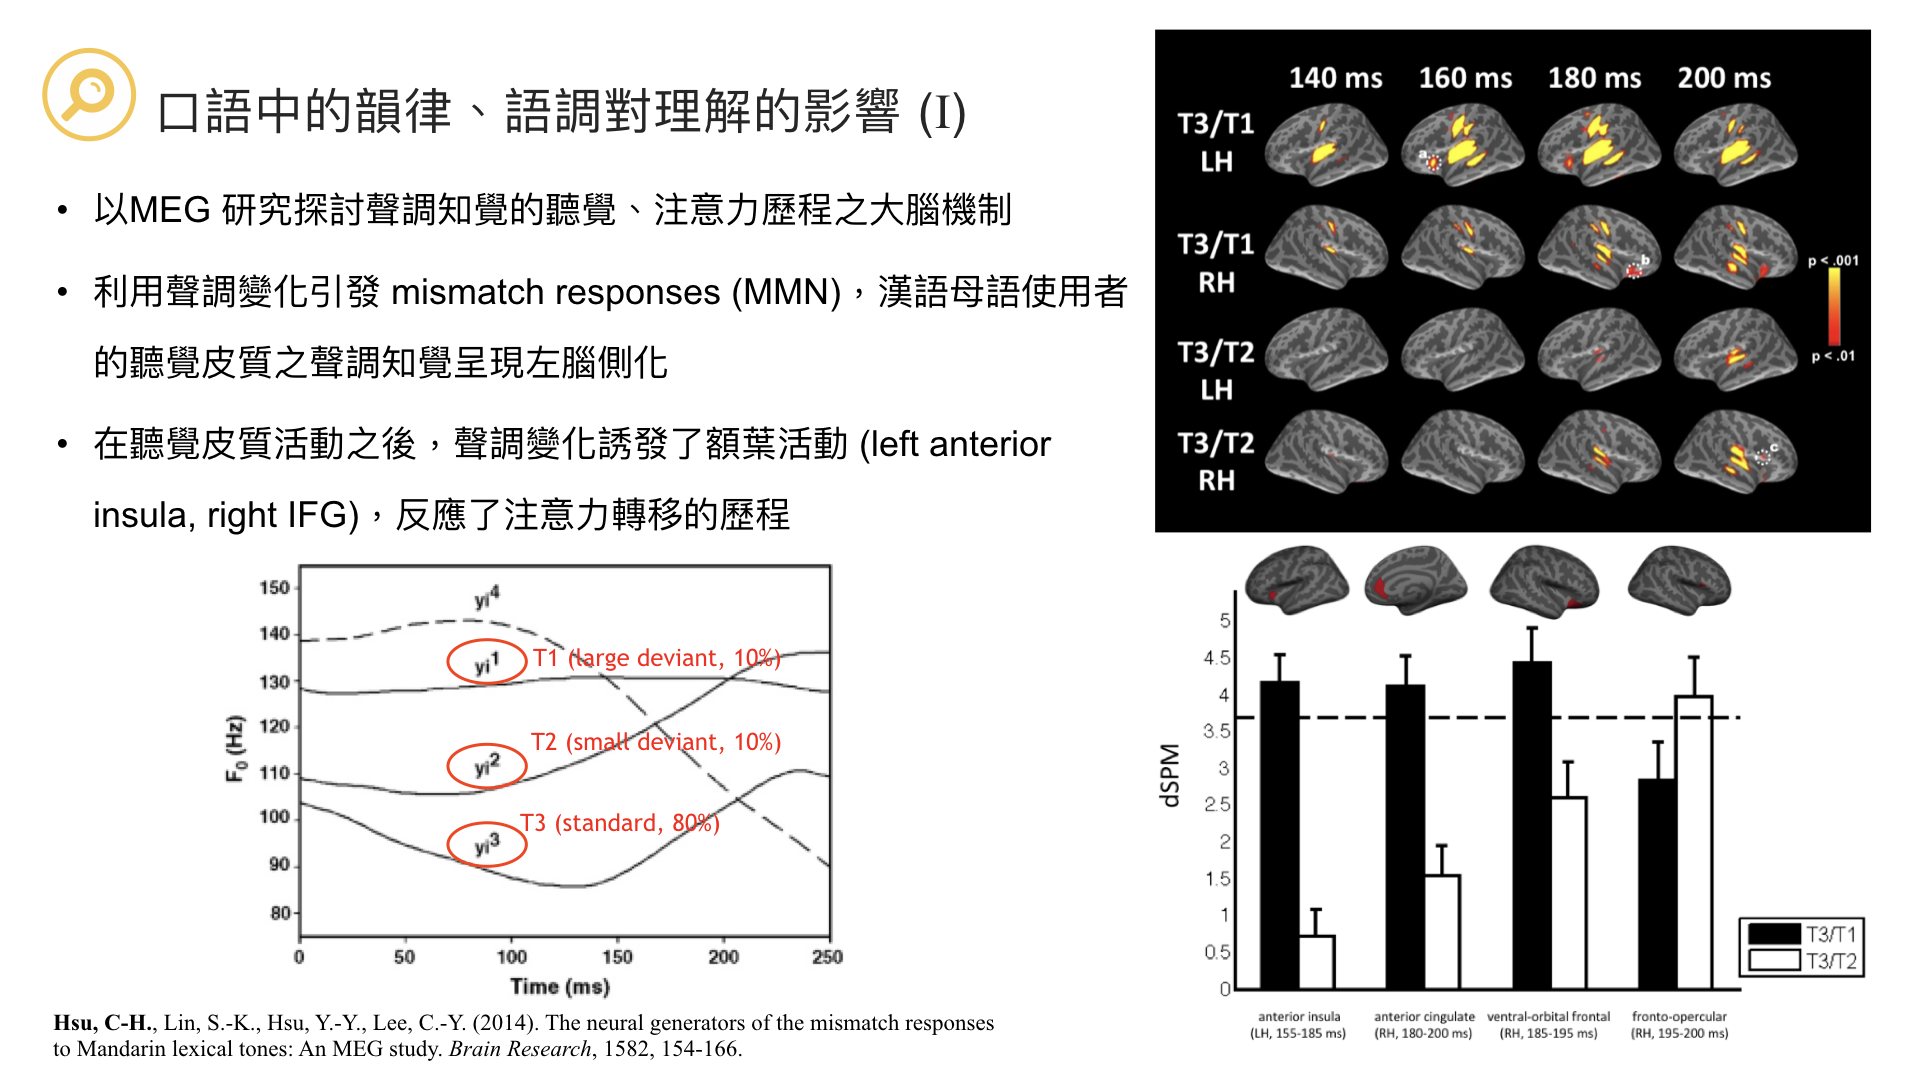 口語中的韻律、語調對理解的影響 (I)
• 以MEG 研究探討聲調知覺的聽覺、注意力歷程之大腦機制
• 利用聲調變化引發 mismatch responses (MMN)，漢語母語使用者
的聽覺皮質之聲調知覺呈現左腦側化
• 在聽覺皮質活動之後，聲調變化誘發了額葉活動 (left anterior
insula, right IFG)，反應了注意力轉移的歷程
150
140
130
120
110
100
90
80
F0 (Hz)
yi4
yi1
T1 (large deviant, 10%)
yi2
T2 (small deviant, 10%)
yi3
T3 (standard, 80%)
0 50 100 150 200 250
Time (ms)
Hsu, C-H., Lin, S.-K., Hsu, Y.-Y., Lee, C.-Y. (2014). The neural generators of the mismatch responses
to Mandarin lexical tones: An MEG study. Brain Research, 1582, 154-166.
140 ms 160 ms 180 ms 200 ms
T3/T1
LH
a
T3/T1
RH
b
T3/T2
LH
T3/T2
RH
c
p < .001
p < .01
5
4.5
4
3.5
3
2.5
2
1.5
1
0.5
0
dSPM
T3/T1
T3/T2
anterior insula
(LH, 155-185 ms)
anterior cingulate
(RH, 180-200 ms)
ventral-orbital frontal
(RH, 185-195 ms)
fronto-opercular
(RH, 195-200 ms)